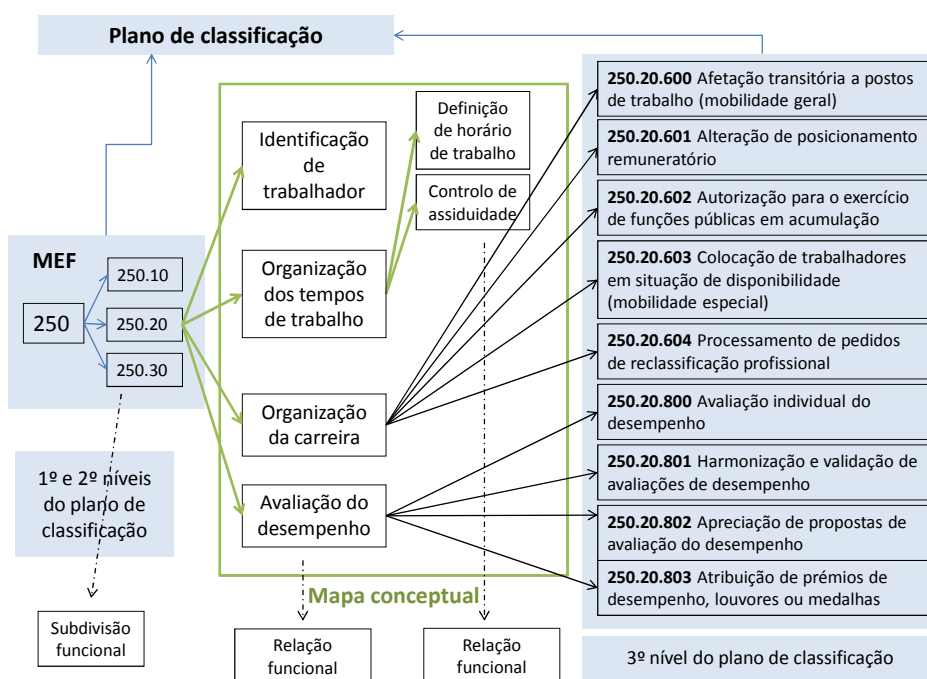 Plano de classificação
MEF
250
250.10
250.20
250.30
1º e 2º níveis
do plano de
classificação
Subdivisão
funcional
Identificação
de
trabalhador
Organização
dos tempos
de trabalho
Organização
da carreira
Avaliação do
desempenho
Definição
de horário
de trabalho
Controlo de
assiduidade
Mapa conceptual
Relação
funcional
Relação
funcional
250.20.600 Afetação transitória a postos
de trabalho (mobilidade geral)
250.20.601 Alteração de posicionamento
remuneratório
250.20.602 Autorização para o exercício
de funções públicas em acumulação
250.20.603 Colocação de trabalhadores
em situação de disponibilidade
(mobilidade especial)
250.20.604 Processamento de pedidos
de reclassificação profissional
250.20.800 Avaliação individual do
desempenho
250.20.801 Harmonização e validação de
avaliações de desempenho
250.20.802 Apreciação de propostas de
avaliação do desempenho
250.20.803 Atribuição de prémios de
desempenho, louvores ou medalhas
3º nível do plano de classificação